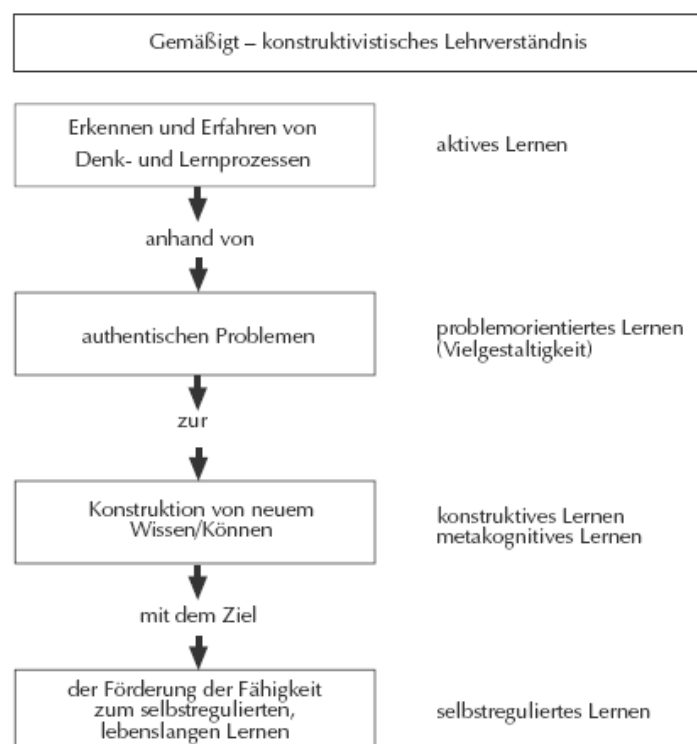 Gemäßigt – konstruktivistisches Lehrverständnis
Erkennen und Erfahren von
Denk- und Lernprozessen
aktives Lernen
anhand von
authentischen Problemen
problemorientiertes Lernen
(Vielgestaltigkeit)
zur
Konstruktion von neuem
Wissen/Können
konstruktives Lernen
metakognitives Lernen
mit dem Ziel
der Förderung der Fähigkeit
zum selbstregulierten,
lebenslangen Lernen
selbstreguliertes Lernen